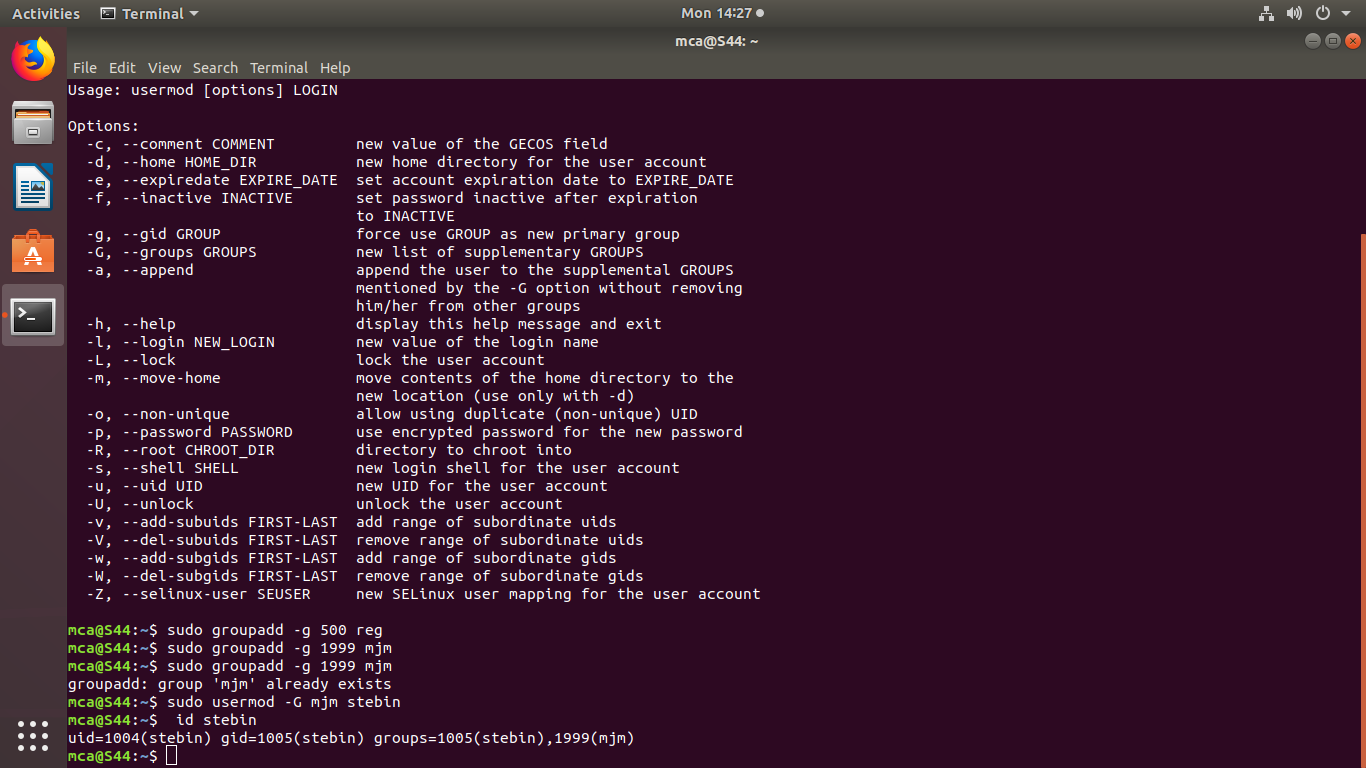 Activities Terminal Mon 14:27
mca@S44: ~
File Edit View Search Terminal Help
Usage: usermod [options] LOGIN
Options:
-c, --comment COMMENT new value of the GECOS field
-d, --home HOME_DIR new home directory for the user account
-e, --expiredate EXPIRE_DATE set account expiration date to EXPIRE_DATE
-f, --inactive INACTIVE set password inactive after expiration
to INACTIVE
-g, --gid GROUP force use GROUP as new primary group
-G, --groups GROUPS new list of supplementary GROUPS
-a, --append append the user to the supplemental GROUPS
mentioned by the -G option without removing
him/her from other groups
-h, --help display this help message and exit
-l, --login NEW_LOGIN new value of the login name
-L, --lock lock the user account
-m, --move-home move contents of the home directory to the
new location (use only with -d)
-o, --non-unique allow using duplicate (non-unique) UID
-p, --password PASSWORD use encrypted password for the new password
-R, --root CHROOT_DIR directory to chroot into
-s, --shell SHELL new login shell for the user account
-u, --uid UID new UID for the user account
-U, --unlock unlock the user account
-v, --add-subuids FIRST-LAST add range of subordinate uids
-V, --del-subuids FIRST-LAST remove range of subordinate uids
-w, --add-subgids FIRST-LAST add range of subordinate gids
-W, --del-subgids FIRST-LAST remove range of subordinate gids
-Z, --selinux-user SEUSER new SELinux user mapping for the user account
mca@S44:~$ sudo groupadd -g 500 reg
mca@S44:~$ sudo groupadd -g 1999 mjm
mca@S44:~$ sudo groupadd -g 1999 mjm
groupadd: group 'mjm' already exists
mca@S44:~$ sudo usermod -G mjm stebin
mca@S44:~$  id stebin
uid=1004(stebin) gid=1005(stebin) groups=1005(stebin),1999(mjm)
mca@S44:~$